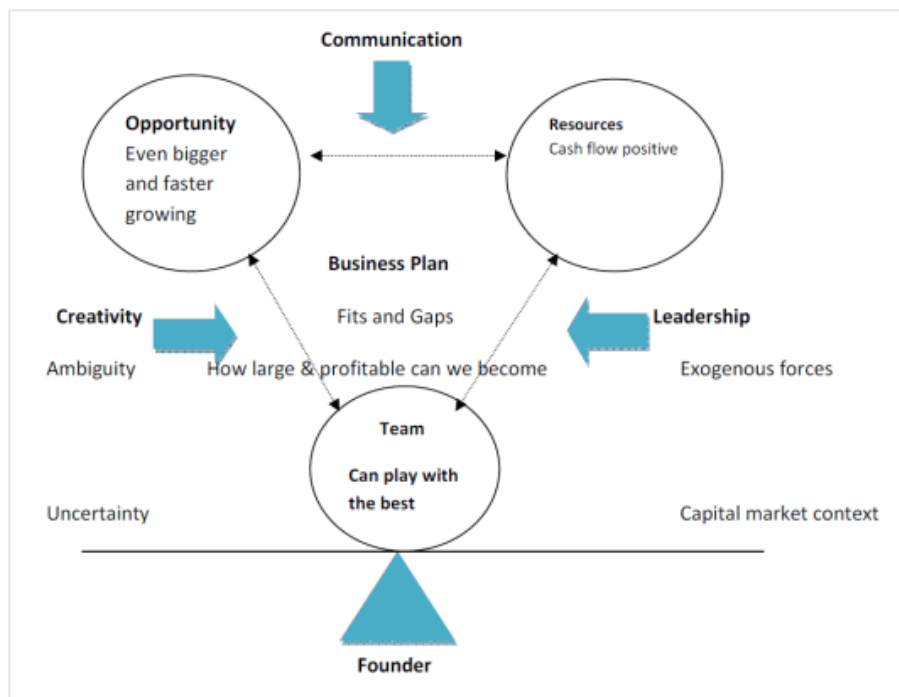 Communication
Opportunity
Even bigger
and faster
growing
Resources
Cash flow positive
Business Plan
Fits and Gaps
Creativity
Leadership
Ambiguity
How large & profitable can we become
Exogenous forces
Team
Can play with
the best
Uncertainty
Capital market context
Founder